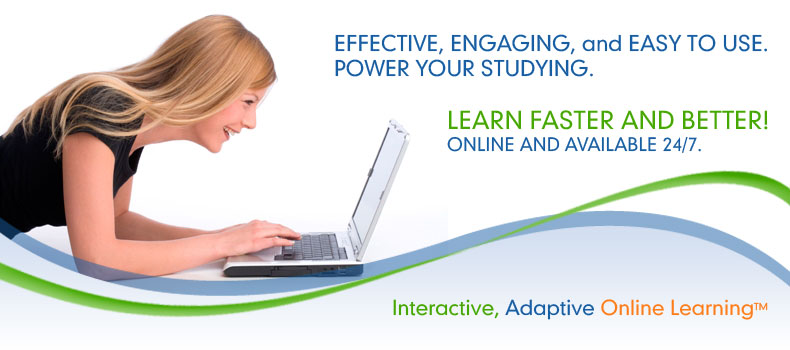 EFFECTIVE, ENGAGING, and EASY TO USE.
POWER YOUR STUDYING.
LEARN FASTER AND BETTER!
ONLINE AND AVAILABLE 24/7.
Interactive, Adaptive Online Learning™